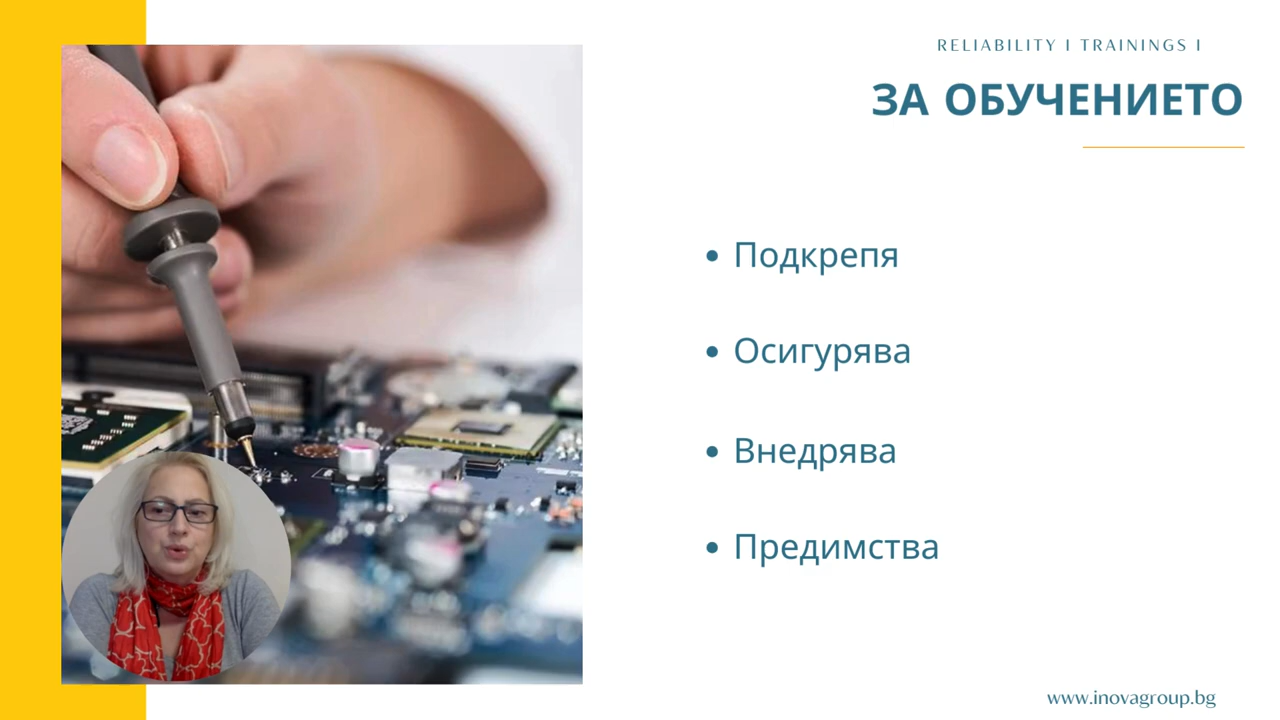 RELIABILITY I TRAININGS I
ЗА ОБУЧЕНИЕТО
• Подкрепя
• Осигурява
• Внедрява
• Предимства
www.inovagroup.bg